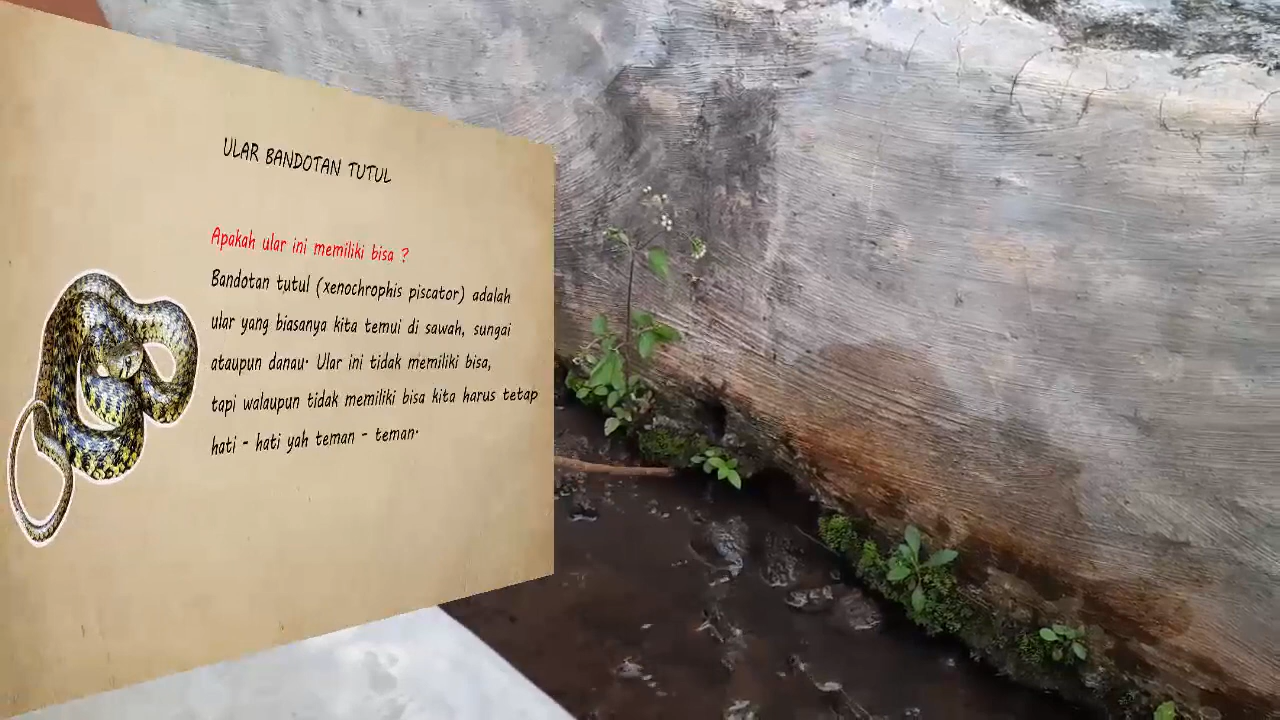 ULAR BANDOTAN TUTUL
Apakah ular ini memiliki bisa ?
Bandotan tutul (xenochrophis piscator) adalah
ular yang biasanya kita temui di sawah, sungai
ataupun danau. Ular ini tidak memiliki bisa,
tapi walaupun tidak memiliki bisa kita harus tetap
hati - hati yah teman - teman.